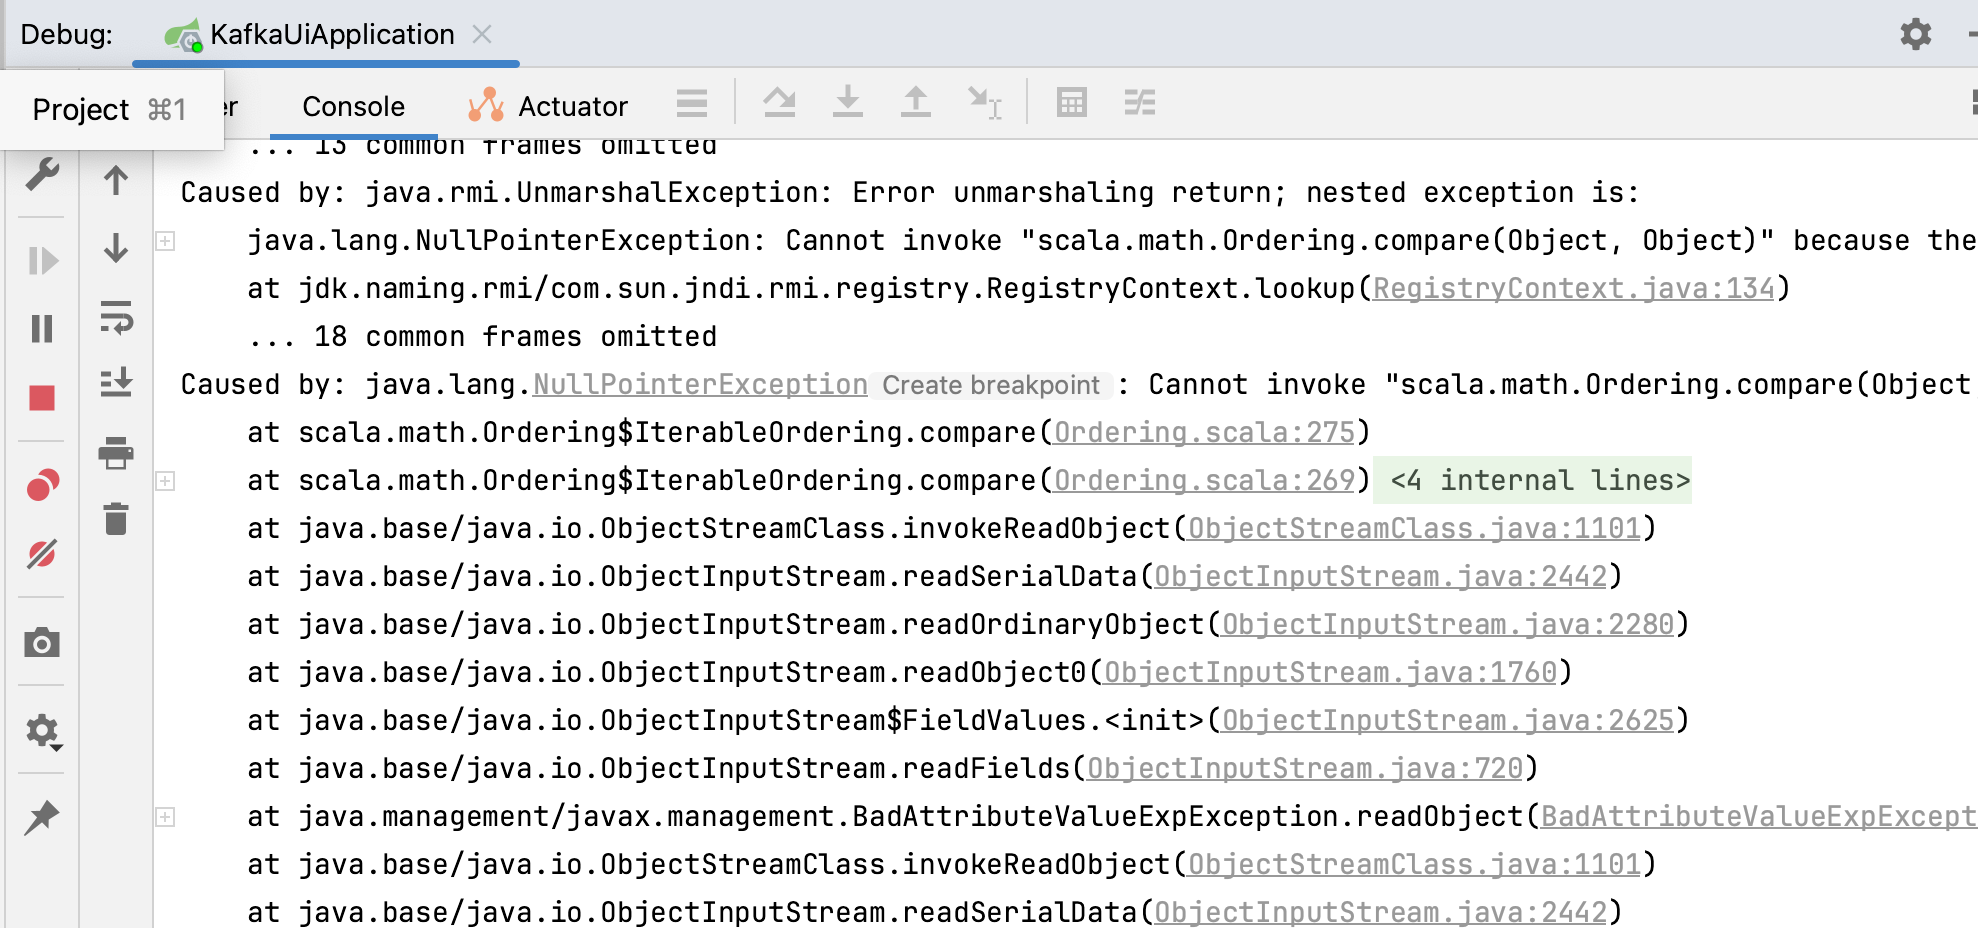 Debug: KafkaUiApplication
Project ⌘1
er Console Actuator
... 13 common frames omitted
Caused by: java.rmi.UnmarshalException: Error unmarshaling return; nested exception is:
java.lang.NullPointerException: Cannot invoke "scala.math.Ordering.compare(Object, Object)" because the
at jdk.naming.rmi/com.sun.jndi.rmi.registry.RegistryContext.lookup(RegistryContext.java:134)
... 18 common frames omitted
Caused by: java.lang.NullPointerException Create breakpoint : Cannot invoke "scala.math.Ordering.compare(Object
at scala.math.Ordering$IterableOrdering.compare(Ordering.scala:275)
at scala.math.Ordering$IterableOrdering.compare(Ordering.scala:269) <4 internal lines>
at java.base/java.io.ObjectStreamClass.invokeReadObject(ObjectStreamClass.java:1101)
at java.base/java.io.ObjectInputStream.readSerialData(ObjectInputStream.java:2442)
at java.base/java.io.ObjectInputStream.readOrdinaryObject(ObjectInputStream.java:2280)
at java.base/java.io.ObjectInputStream.readObject0(ObjectInputStream.java:1760)
at java.base/java.io.ObjectInputStream$FieldValues.<init>(ObjectInputStream.java:2625)
at java.base/java.io.ObjectInputStream.readFields(ObjectInputStream.java:720)
at java.management/javax.management.BadAttributeValueExpException.readObject(BadAttributeValueExpExcept
at java.base/java.io.ObjectStreamClass.invokeReadObject(ObjectStreamClass.java:1101)
at java.base/java.io.ObjectInputStream.readSerialData(ObjectInputStream.java:2442)